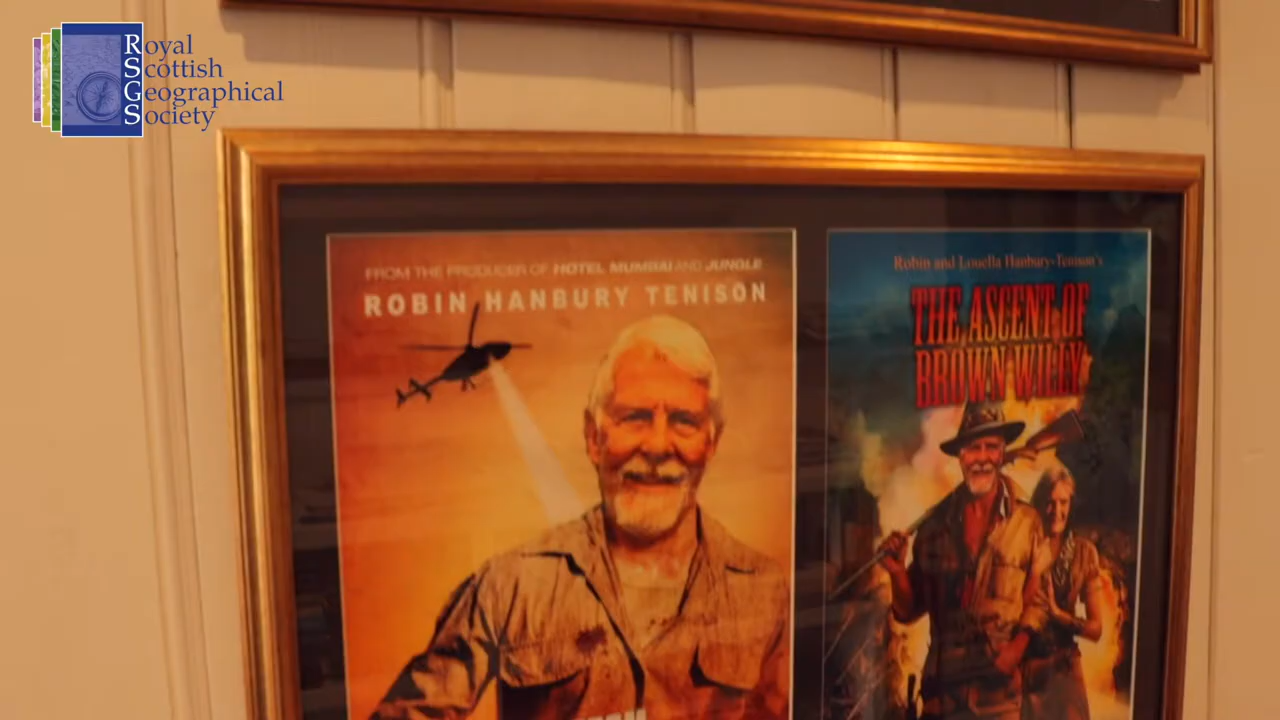 Royal
Scottish
Geographical
Society
FROM THE PRODUCER OF HOTEL MUMBAI AND JUNGLE
ROBIN HANBURY TENISON
Robin and Louella Hanbury-Tenison's
THE ASCENT OF
BROWN WILLY